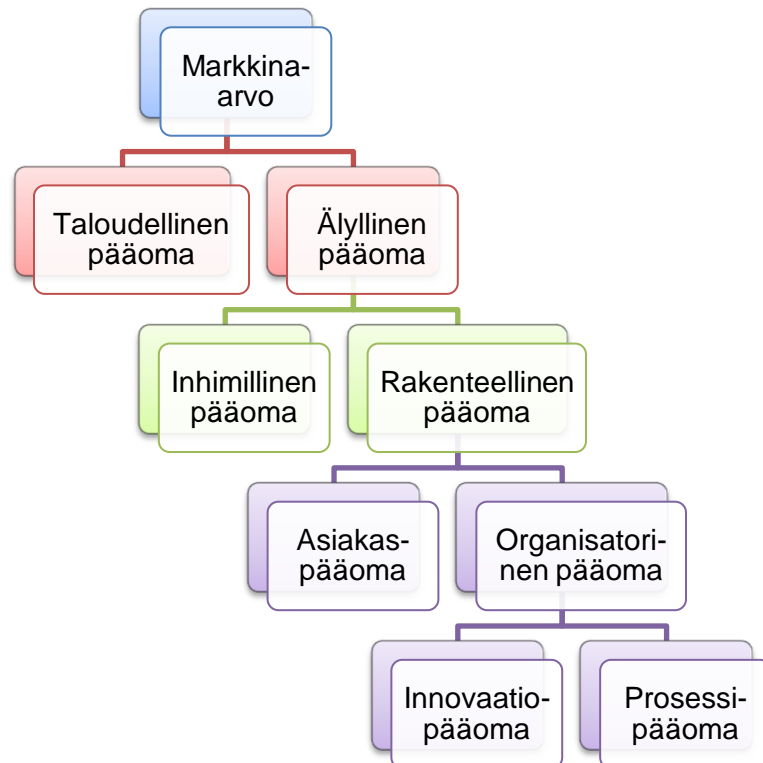 Markkina-
arvo
Taloudellinen
pääoma
Älyllinen
pääoma
Inhimillinen
pääoma
Rakenteellinen
pääoma
Asiakas-
pääoma
Organisatori-
nen pääoma
Innovaatio-
pääoma
Prosessi-
pääoma